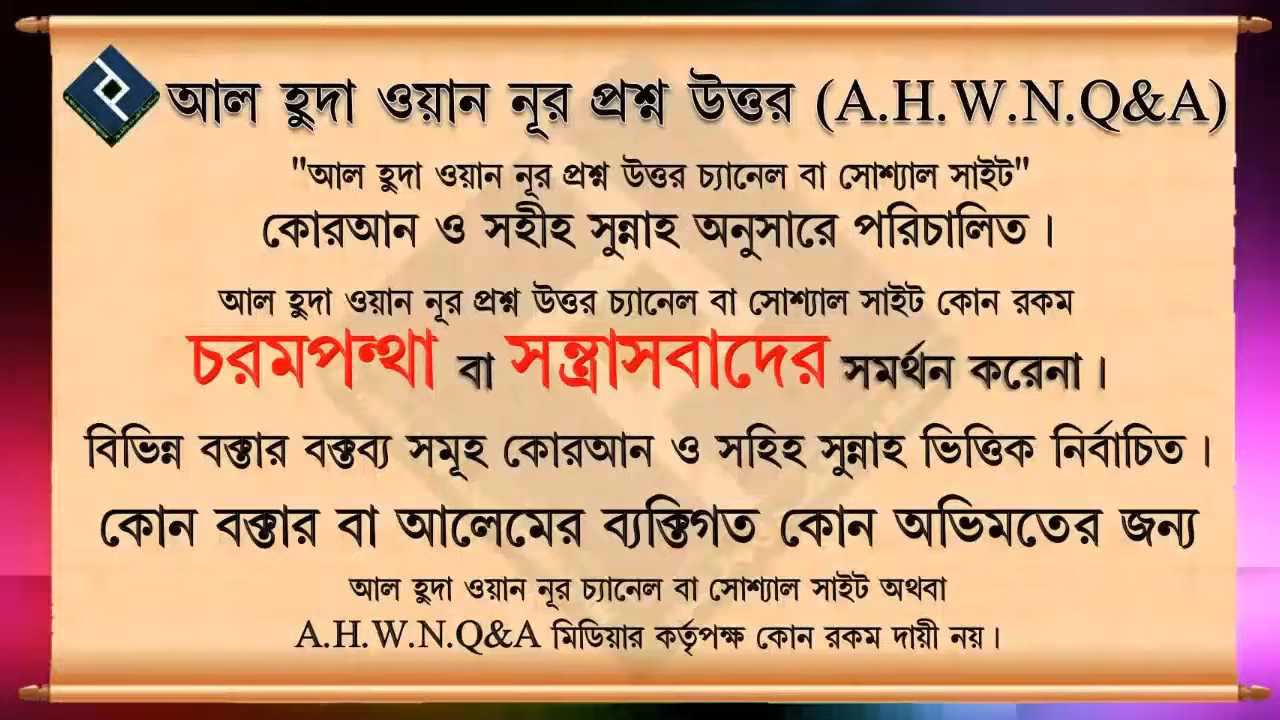 আল হুদা ওয়ান নূর প্রশ্ন উত্তর (A.H.W.N.Q&A)
"আল হুদা ওয়ান নূর প্রশ্ন উত্তর চ্যানেল বা সোশ্যাল সাইট"
কোরআন ও সহীহ সুন্নাহ অনুসারে পরিচালিত।
আল হুদা ওয়ান নূর প্রশ্ন উত্তর চ্যানেল বা সোশ্যাল সাইট কোন রকম
চরমপন্থা বা সন্ত্রাসবাদের সমর্থন করেনা।
বিভিন্ন বক্তার বক্তব্য সমূহ কোরআন ও সহিহ সুন্নাহ ভিত্তিক নির্বাচিত।
কোন বক্তার বা আলেমের ব্যক্তিগত কোন অভিমতের জন্য
আল হুদা ওয়ান নূর চ্যানেল বা সোশ্যাল সাইট অথবা
A.H.W.N.Q&A মিডিয়ার কর্তৃপক্ষ কোন রকম দায়ী নয়।